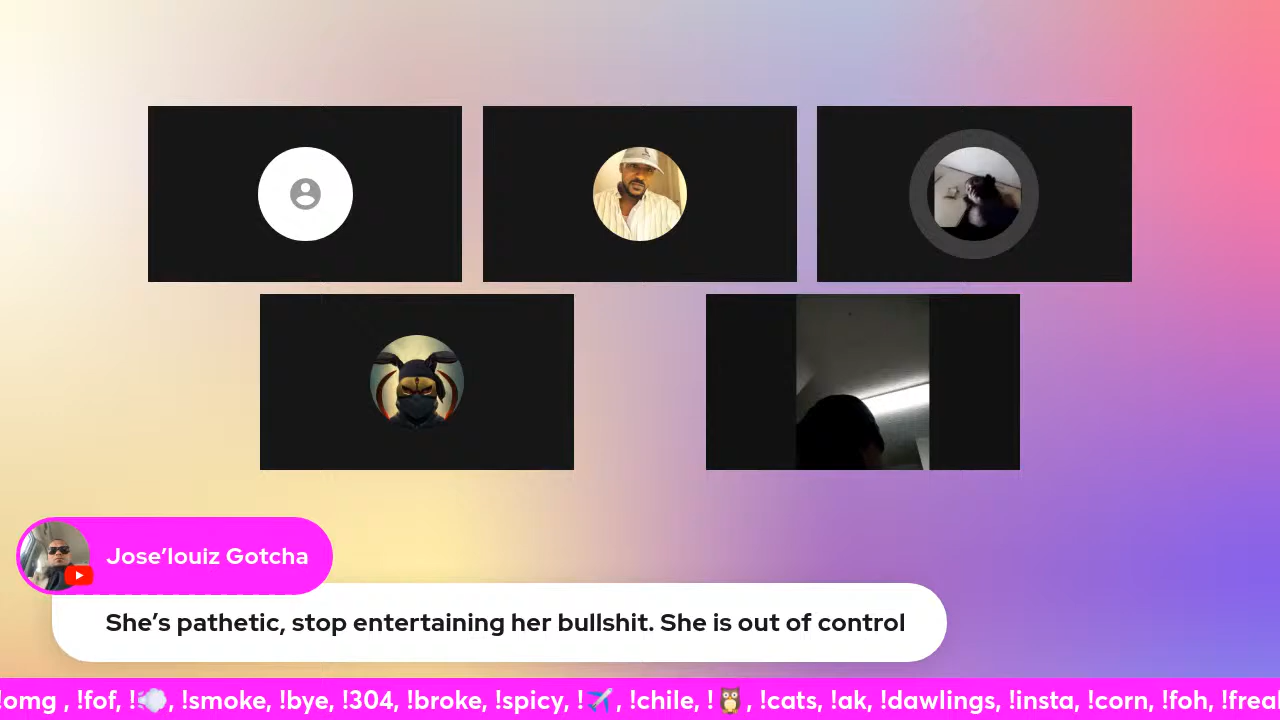 Jose’louiz Gotcha
She’s pathetic, stop entertaining her bullshit. She is out of control
!omg , !fof, !💨, !smoke, !bye, !304, !broke, !spicy, !✈️, !chile, !🦉, !cats, !ak, !dawlings, !insta, !corn, !foh, !frea